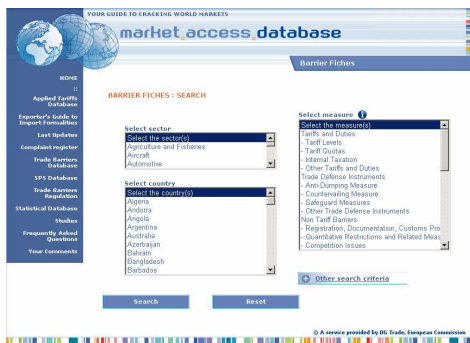 YOUR GUIDE TO CRACKING WORLD MARKETS
market access database
Barrier Fiches
HOME
Applied Tariffs
Database
Exporter's Guide to
Import Formalities
Last Updates
Complaint register
Trade Barriers
Database
SPS Database
Trade Barriers
Regulation
Statistical Database
Studies
Frequently Asked
Questions
Your Comments
BARRIER FICHES : SEARCH
Select sector
Select the sector(s)
Agriculture and Fisheries
Aircraft
Automotive
Select country
Select the country(s)
Algeria
Andorra
Angola
Argentina
Australia
Azerbaijan
Bahrain
Bangladesh
Barbados
Select measure
Select the measure(s)
Tariffs and Duties
- Tariff Levels
- Tariff Quotas
- Internal Taxation
- Other Tariffs and Duties
Trade Defense Instruments
- Anti-Dumping Measure
- Countervailing Measure
- Safeguard Measures
- Other Trade Defense Instruments
Non Tariff Barriers
- Registration, Documentation, Customs Pro
- Quantitative Restrictions and Related Meas
- Competition Issues
Other search criteria
Search
Reset
© A service provided by DG Trade, European Commission